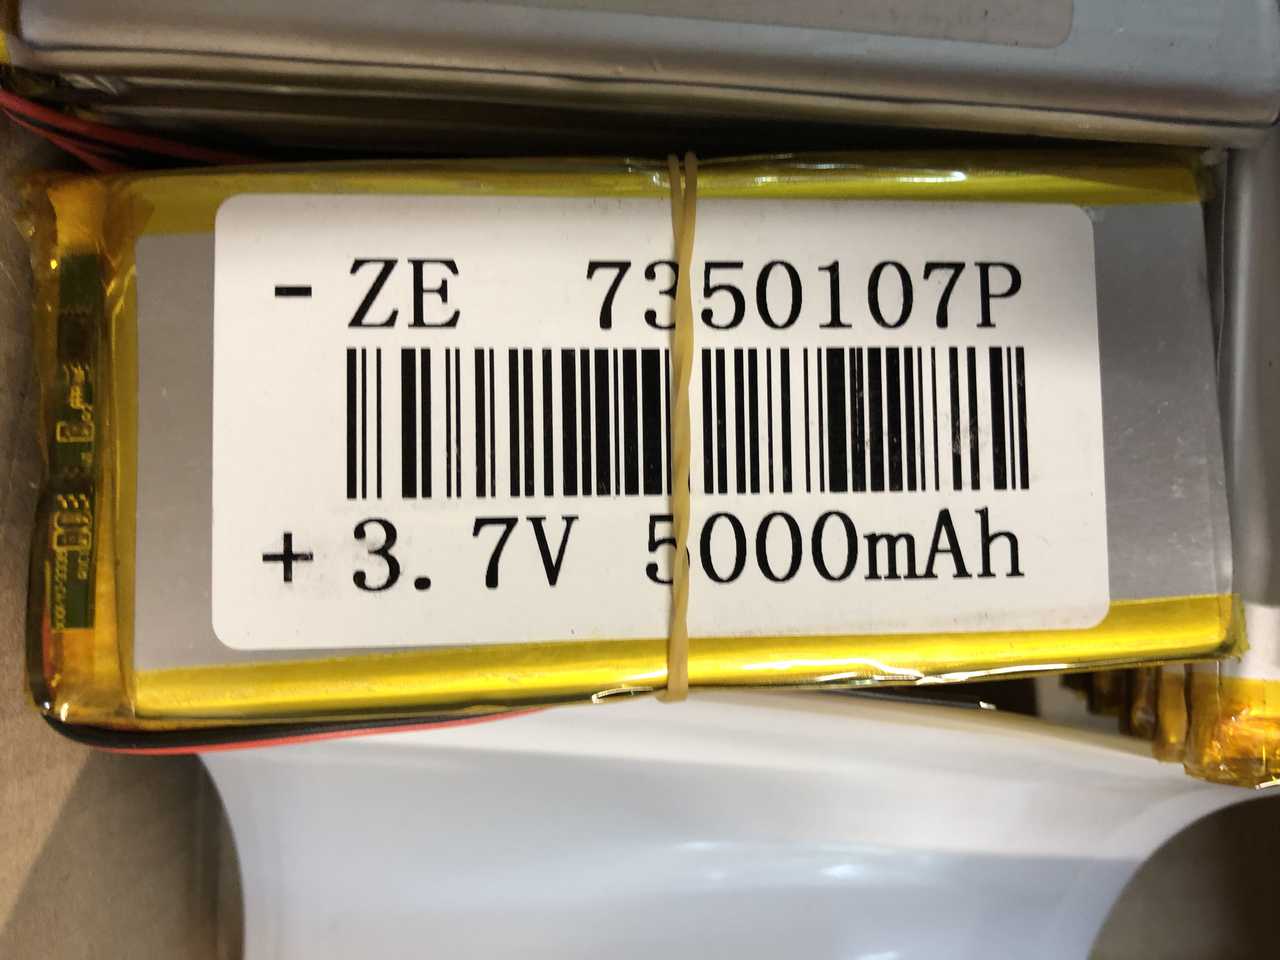 - ZE 7350107P
+ 3.7V 5000mAh